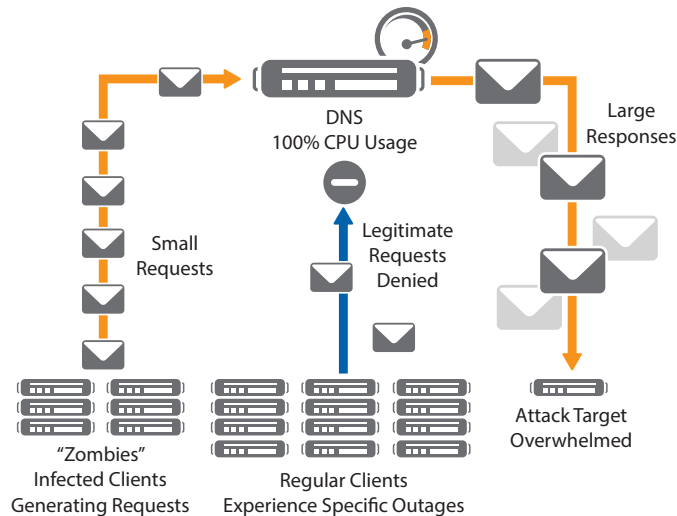 DNS
100% CPU Usage
Large
Responses
Small
Requests
Legitimate
Requests
Denied
“Zombies”
Infected Clients
Generating Requests
Regular Clients
Experience Specific Outages
Attack Target
Overwhelmed